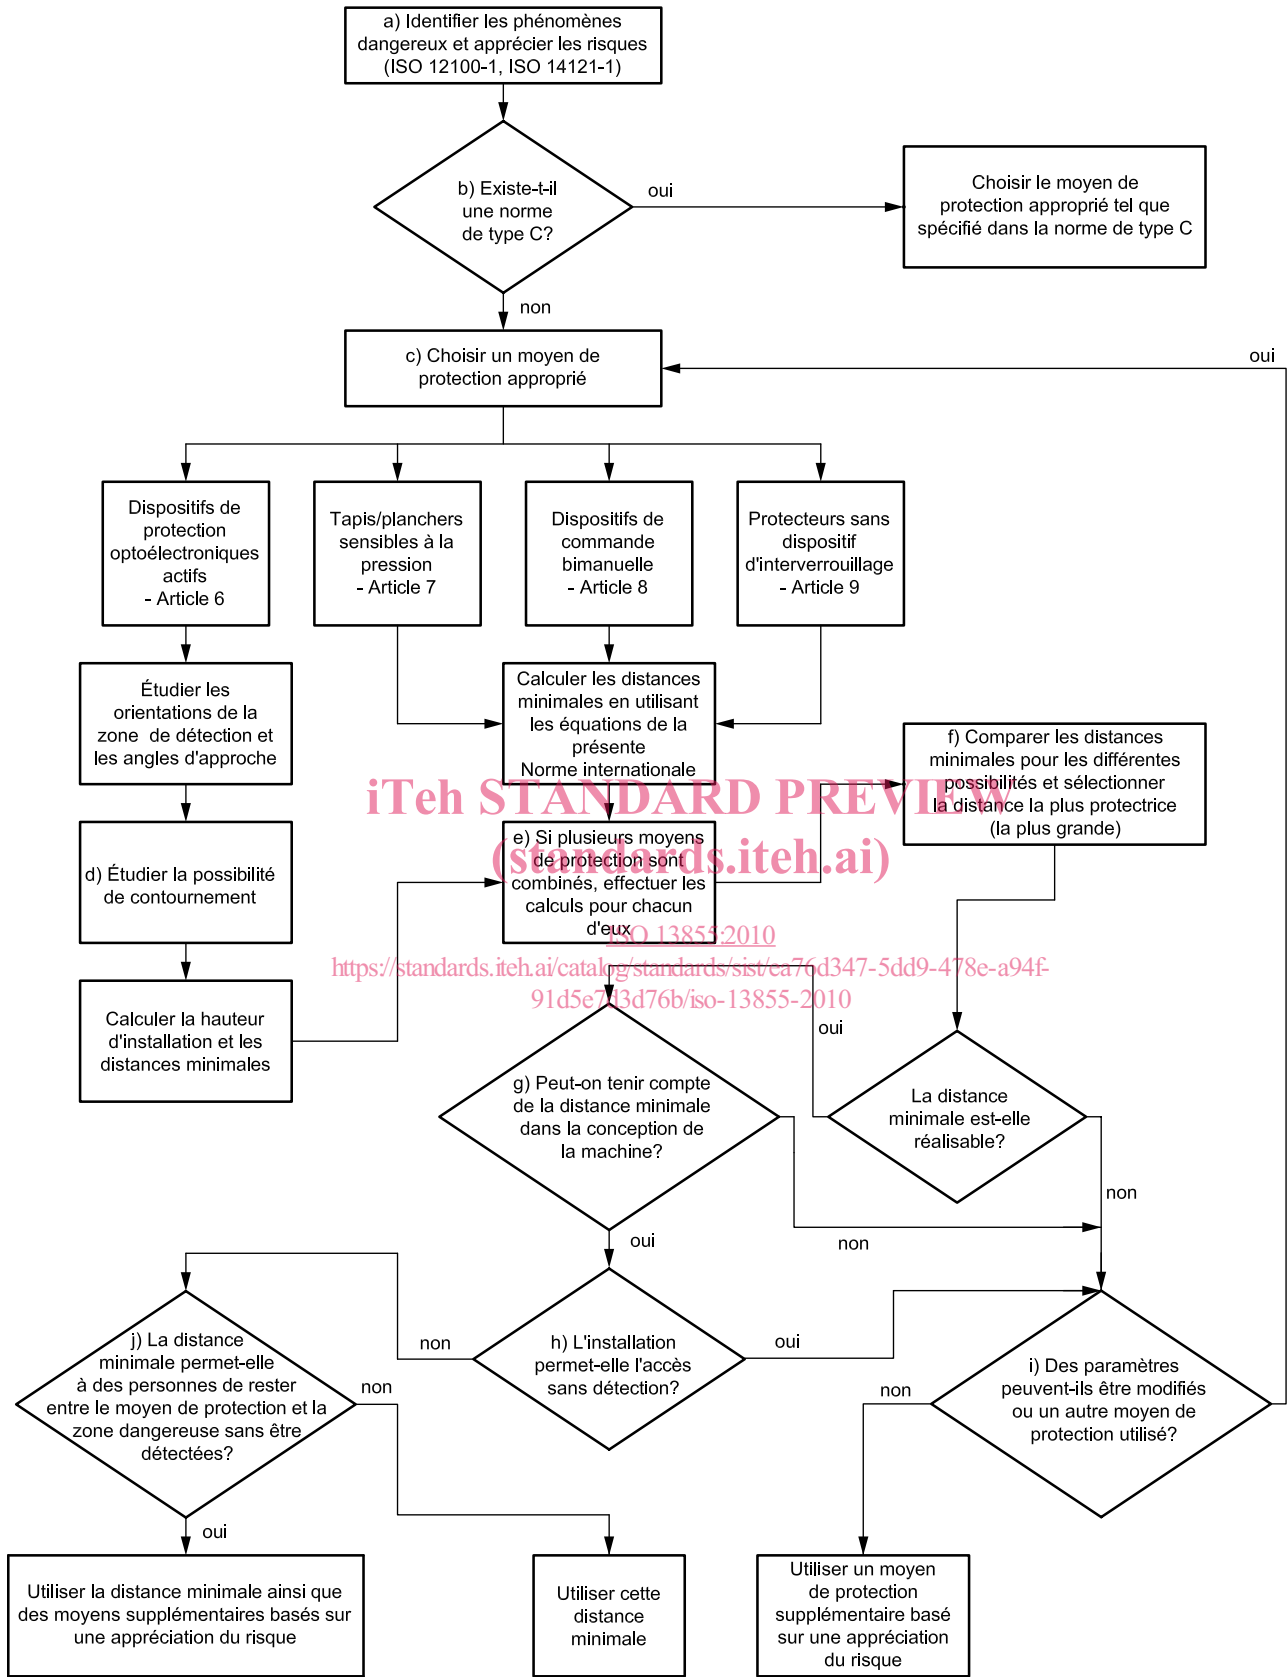 a) Identifier les phénomènes
dangereux et apprécier les risques
(ISO 12100-1, ISO 14121-1)
b) Existe-t-il
une norme
de type C?
oui
Choisir le moyen de
protection approprié tel que
spécifié dans la norme de type C
non
c) Choisir un moyen de
protection approprié
oui
Dispositifs de
protection
optoélectroniques
actifs
- Article 6
Tapis/planchers
sensibles à la
pression
- Article 7
Dispositifs de
commande
bimanuelle
- Article 8
Protecteurs sans
dispositif
d'interverrouillage
- Article 9
Étudier les
orientations de la
zone de détection et
les angles d'approche
Calculer les distances
minimales en utilisant
les équations de la
présente
Norme internationale
f) Comparer les distances
minimales pour les différentes
possibilités et sélectionner
la distance la plus protectrice
(la plus grande)
iTeh STANDARD PREVIEW
(standards.iteh.ai)
d) Étudier la possibilité
de contournement
e) Si plusieurs moyens
de protection sont
combinés, effectuer les
calculs pour chacun
d'eux
ISO 13855:2010
https://standards.iteh.ai/catalog/standards/sist/ea76d347-5dd9-478e-a94f-
91d5e7d3d76b/iso-13855-2010
Calculer la hauteur
d'installation et les
distances minimales
oui
g) Peut-on tenir compte
de la distance minimale
dans la conception de
la machine?
La distance
minimale est-elle
réalisable?
non
oui
non
j) La distance
minimale permet-elle
à des personnes de rester
entre le moyen de protection et la
zone dangereuse sans être
détectées?
non
h) L'installation
permet-elle l'accès
sans détection?
oui
i) Des paramètres
peuvent-ils être modifiés
ou un autre moyen de
protection utilisé?
non
non
oui
Utiliser la distance minimale ainsi que
des moyens supplémentaires basés sur
une appréciation du risque
Utiliser cette
distance
minimale
Utiliser un moyen
de protection
supplémentaire basé
sur une appréciation
du risque